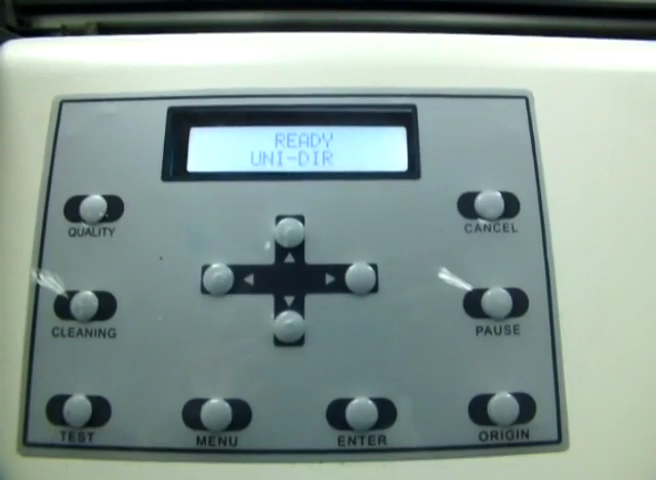 READY
UNI-DIR
QUALITY
CANCEL
CLEANING
PAUSE
TEST
MENU
ENTER
ORIGIN